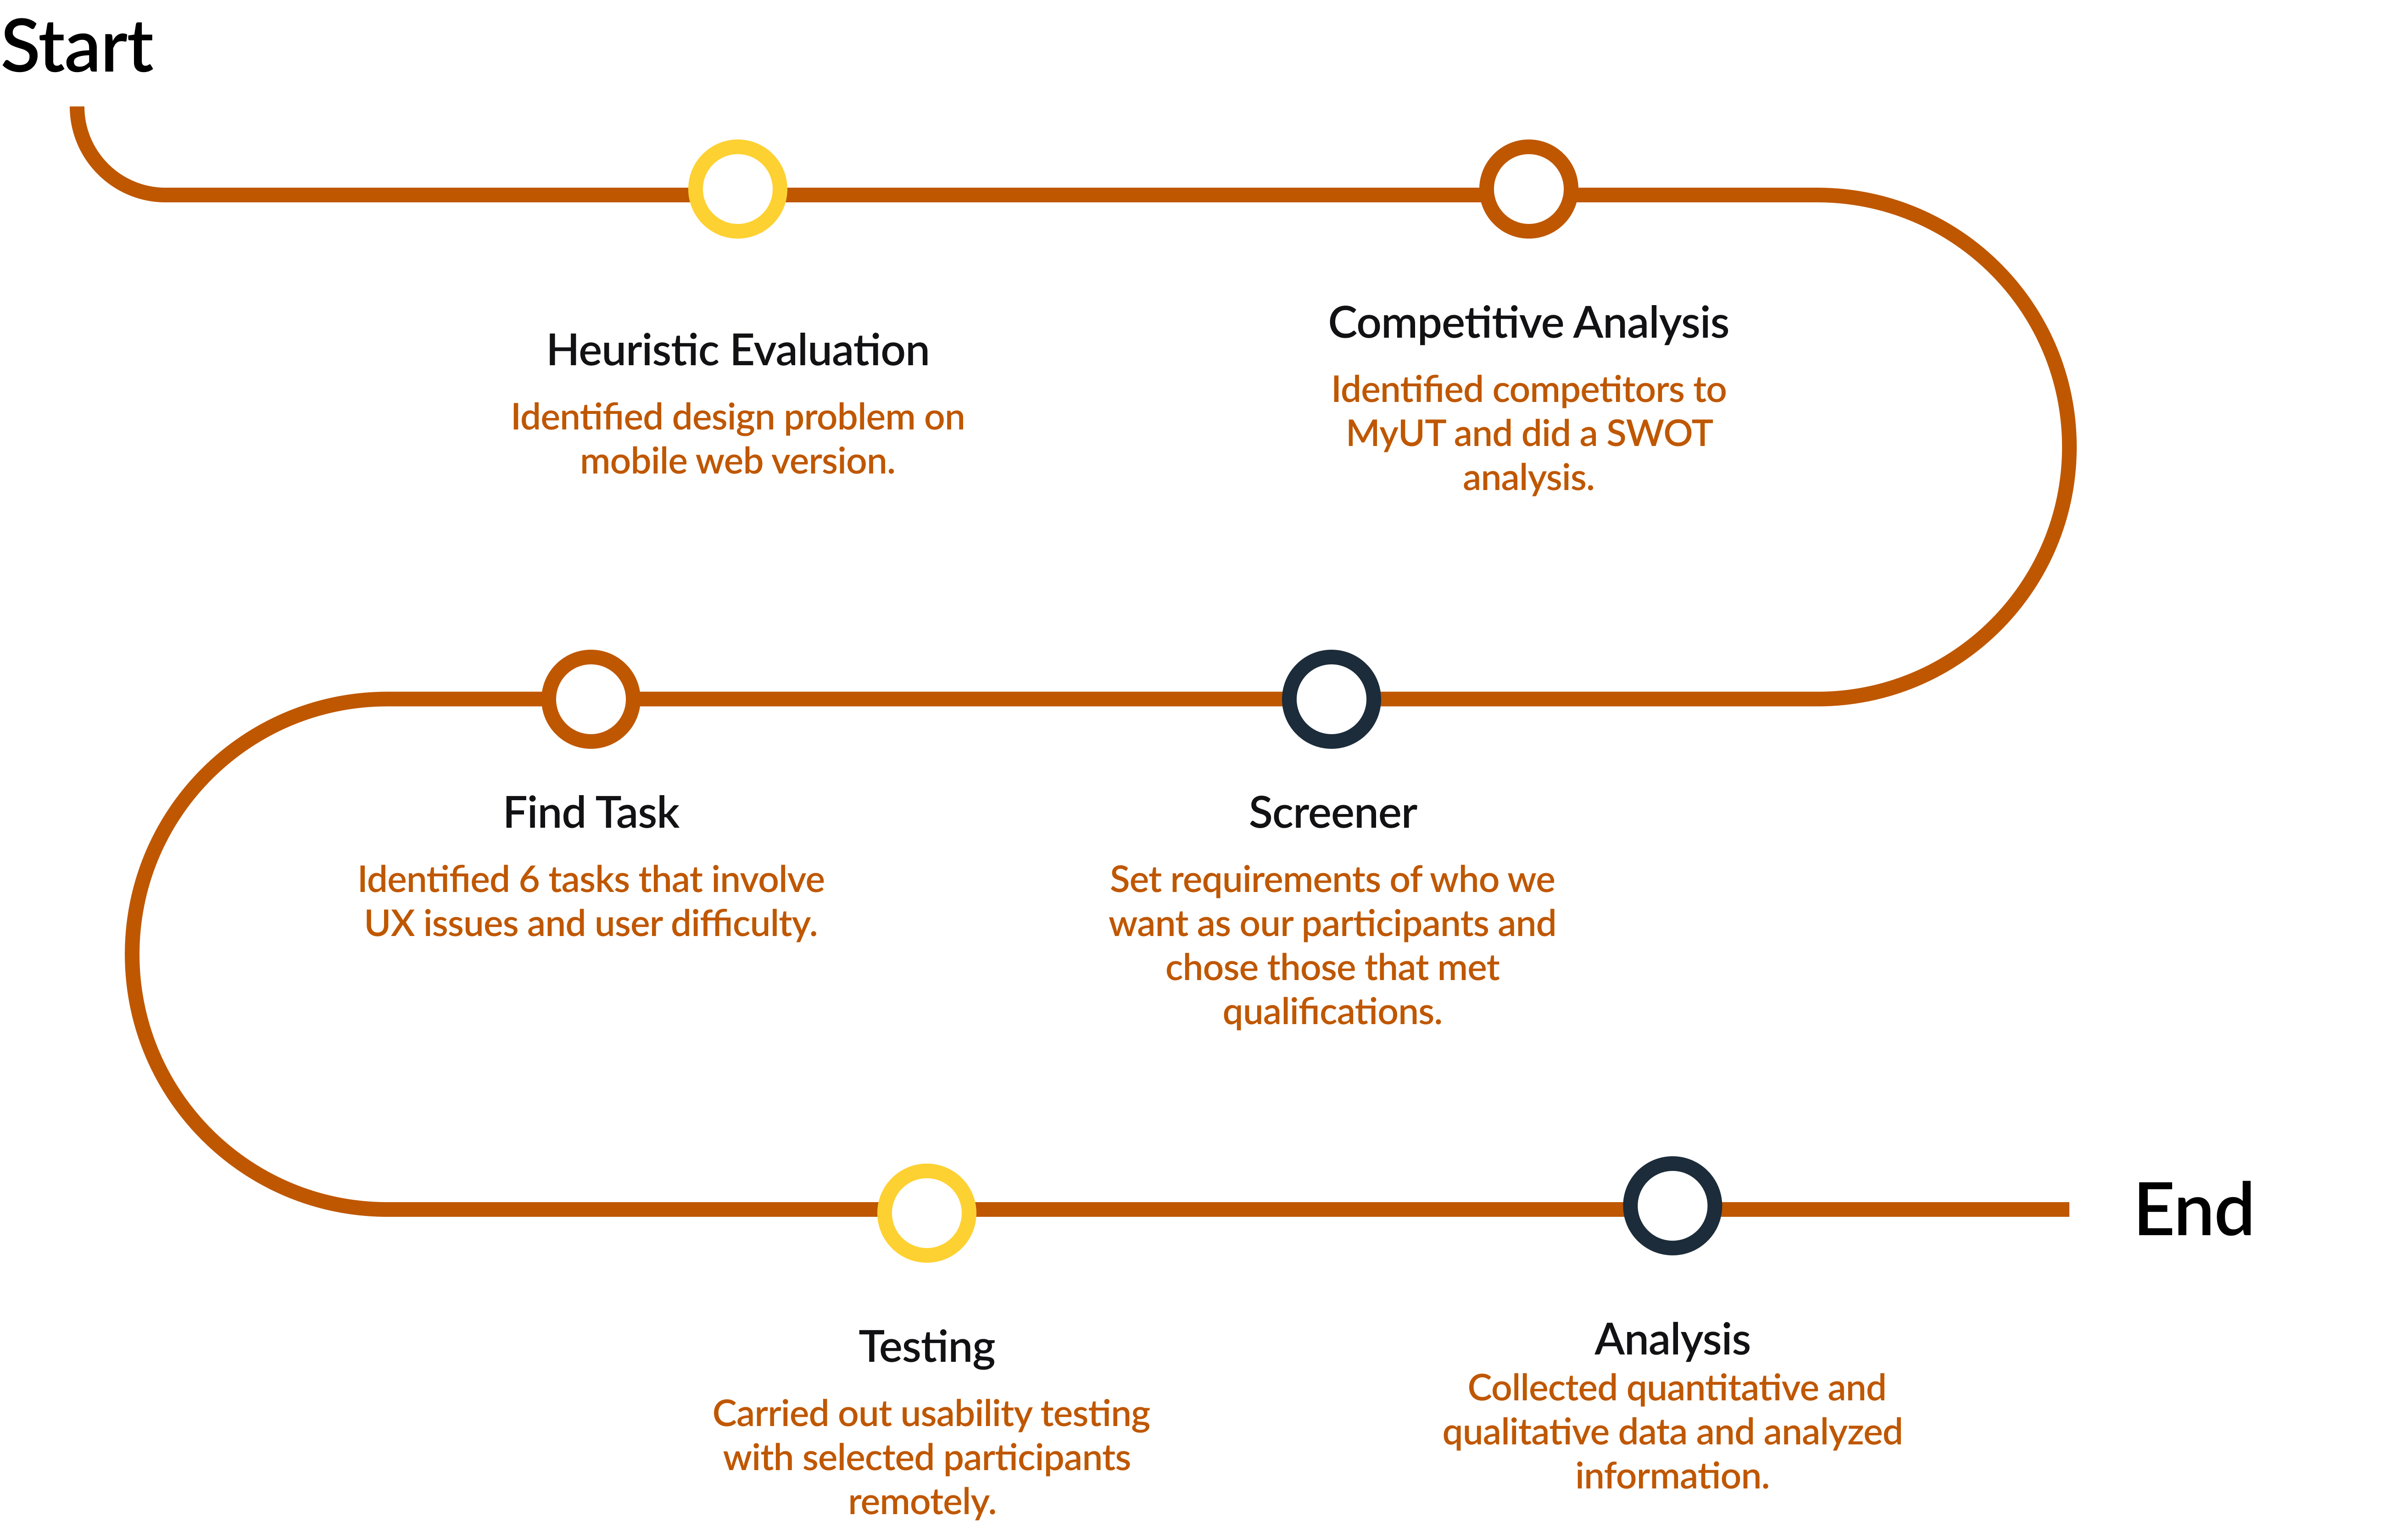 Start
Heuristic Evaluation
Identified design problem on
mobile web version.
Competitive Analysis
Identified competitors to
MyUT and did a SWOT
analysis.
Find Task
Identified 6 tasks that involve
UX issues and user difficulty.
Screener
Set requirements of who we
want as our participants and
chose those that met
qualifications.
Testing
Carried out usability testing
with selected participants
remotely.
Analysis
Collected quantitative and
qualitative data and analyzed
information.
End